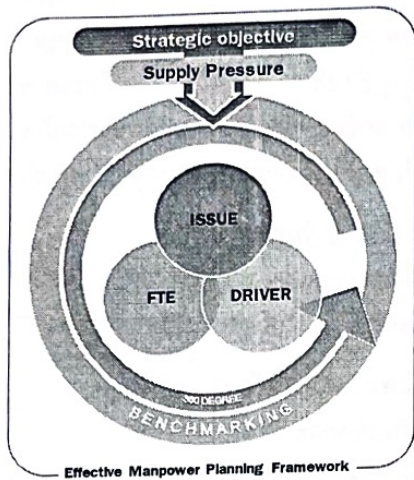 Strategic objective
Supply Pressure
ISSUE
FTE
DRIVER
360 DEGREE
BENCHMARKING
Effective Manpower Planning Framework